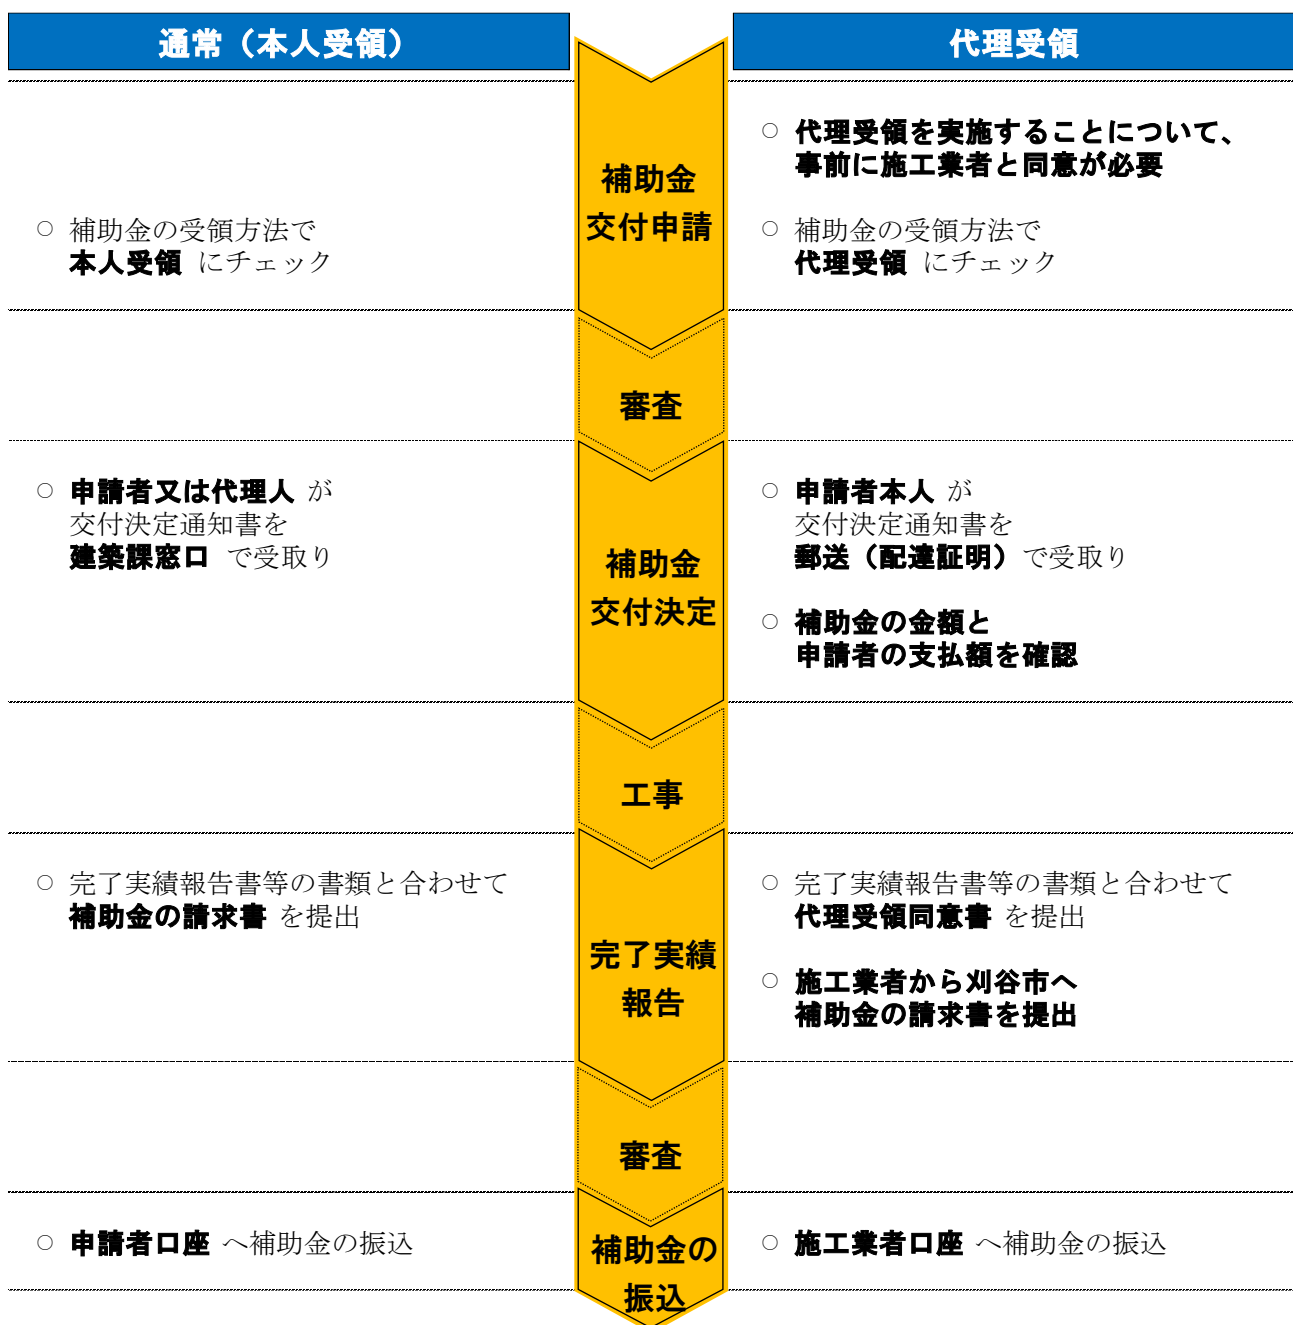 通常（本人受領）
代理受領
補助金
交付申請
○ 補助金の受領方法で
本人受領 にチェック
○ 代理受領を実施することについて、
事前に施工業者と同意が必要
○ 補助金の受領方法で
代理受領 にチェック
審査
補助金
交付決定
○ 申請者又は代理人 が
交付決定通知書を
建築課窓口 で受取り
○ 申請者本人 が
交付決定通知書を
郵送（配達証明）で受取り
○ 補助金の金額と
申請者の支払額を確認
工事
完了実績
報告
○ 完了実績報告書等の書類と合わせて
補助金の請求書 を提出
○ 完了実績報告書等の書類と合わせて
代理受領同意書 を提出
○ 施工業者から刈谷市へ
補助金の請求書を提出
審査
補助金の
振込
○ 申請者口座 へ補助金の振込
○ 施工業者口座 へ補助金の振込